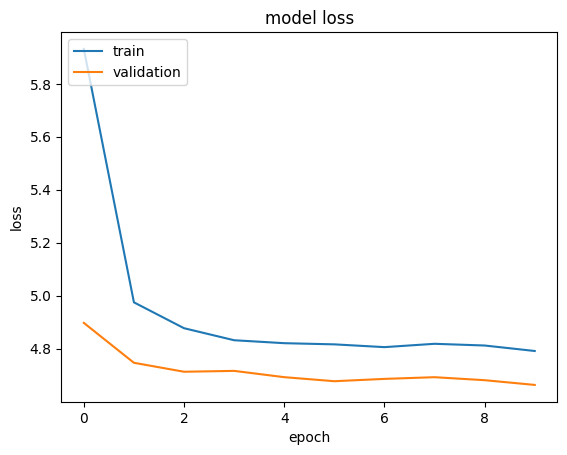 model loss
train
validation
loss
5.8
5.6
5.4
5.2
5.0
4.8
0 2 4 6 8
epoch